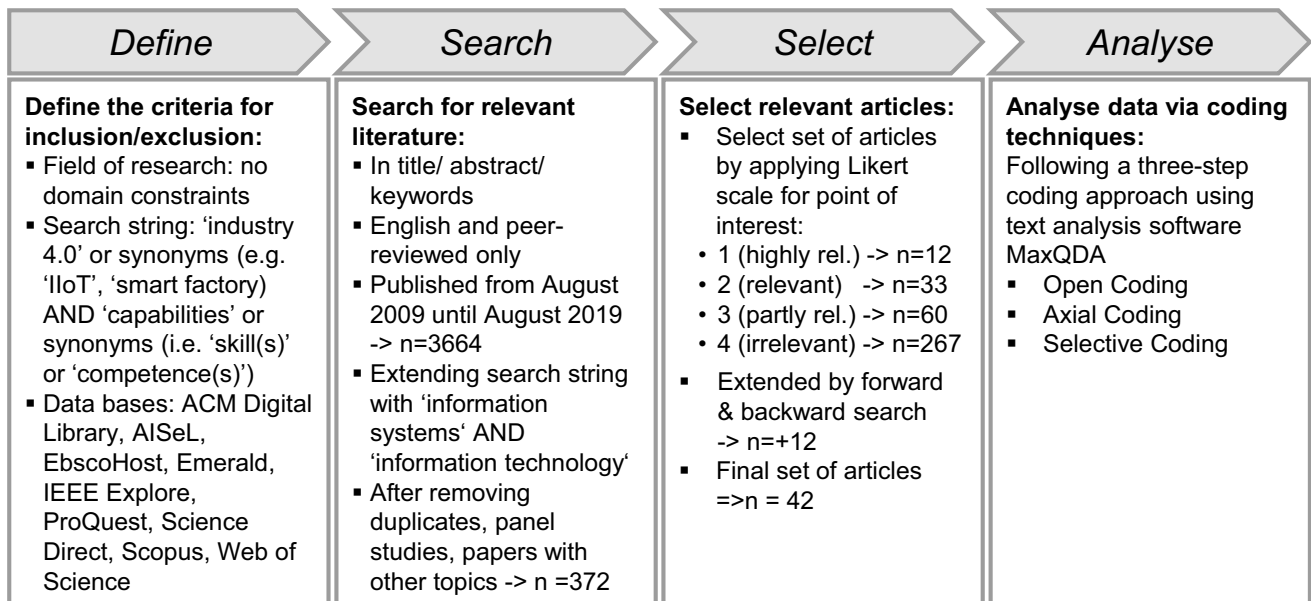 Define
Search
Select
Analyse
Define the criteria for
inclusion/exclusion:
▪ Field of research: no
domain constraints
▪ Search string: ‘industry
4.0’ or synonyms (e.g.
‘IIoT’, ‘smart factory)
AND ‘capabilities’ or
synonyms (i.e. ‘skill(s)’
or ‘competence(s)’)
▪ Data bases: ACM Digital
Library, AISeL,
EbscoHost, Emerald,
IEEE Explore,
ProQuest, Science
Direct, Scopus, Web of
Science
Search for relevant
literature:
▪ In title/ abstract/
keywords
▪ English and peer-
reviewed only
▪ Published from August
2009 until August 2019
-> n=3664
▪ Extending search string
with ‘information
systems‘ AND
‘information technology‘
▪ After removing
duplicates, panel
studies, papers with
other topics -> n =372
Select relevant articles:
▪ Select set of articles
by applying Likert
scale for point of
interest:
• 1 (highly rel.) -> n=12
• 2 (relevant) -> n=33
• 3 (partly rel.) -> n=60
• 4 (irrelevant) -> n=267
▪ Extended by forward
& backward search
-> n=+12
▪ Final set of articles
=>n = 42
Analyse data via coding
techniques:
Following a three-step
coding approach using
text analysis software
MaxQDA
▪ Open Coding
▪ Axial Coding
▪ Selective Coding